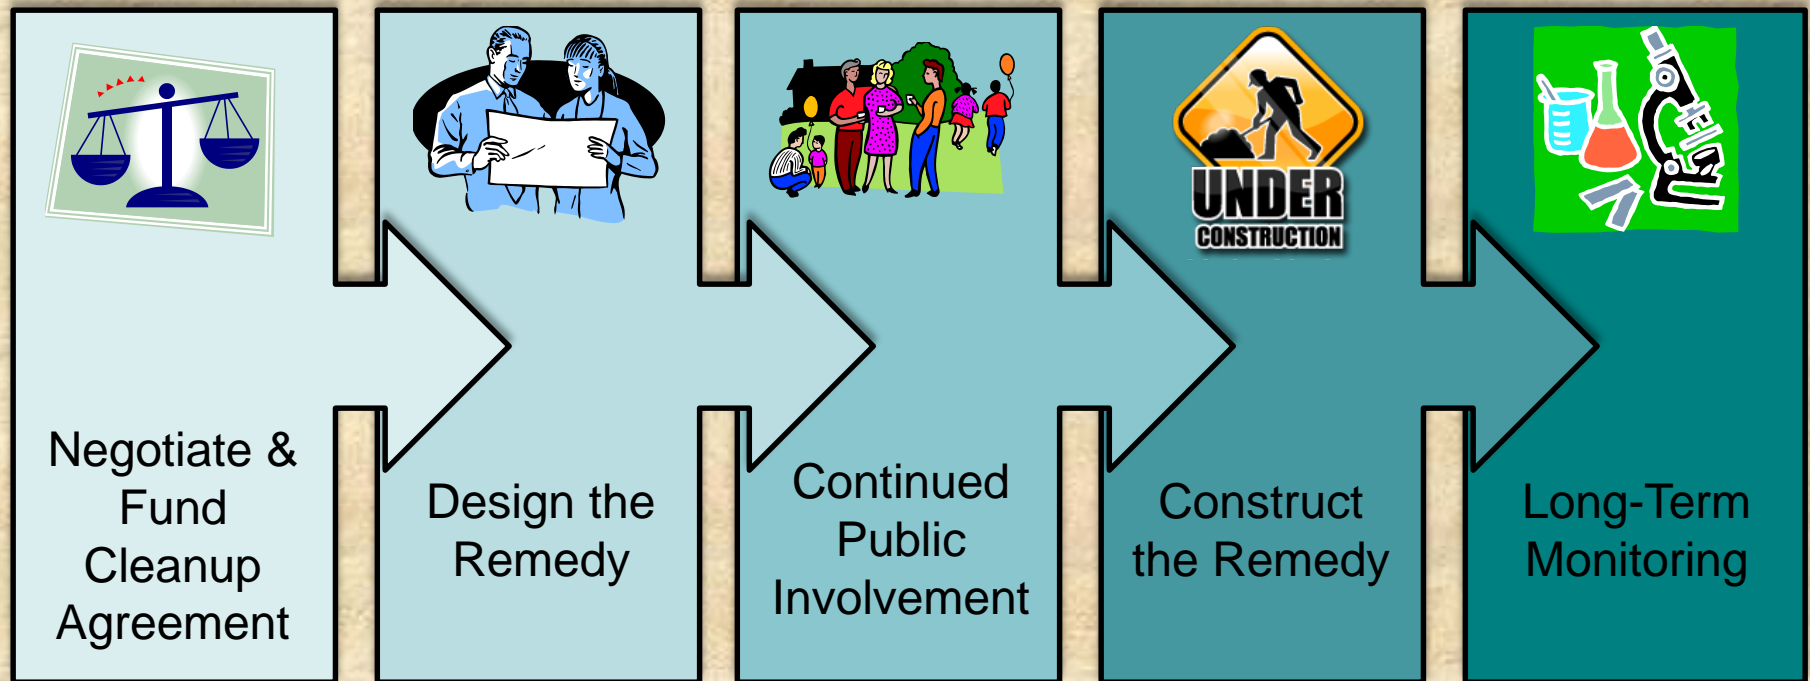 UNDER
CONSTRUCTION
Negotiate &
Fund
Cleanup
Agreement
Design the
Remedy
Continued
Public
Involvement
Construct
the Remedy
Long-Term
Monitoring